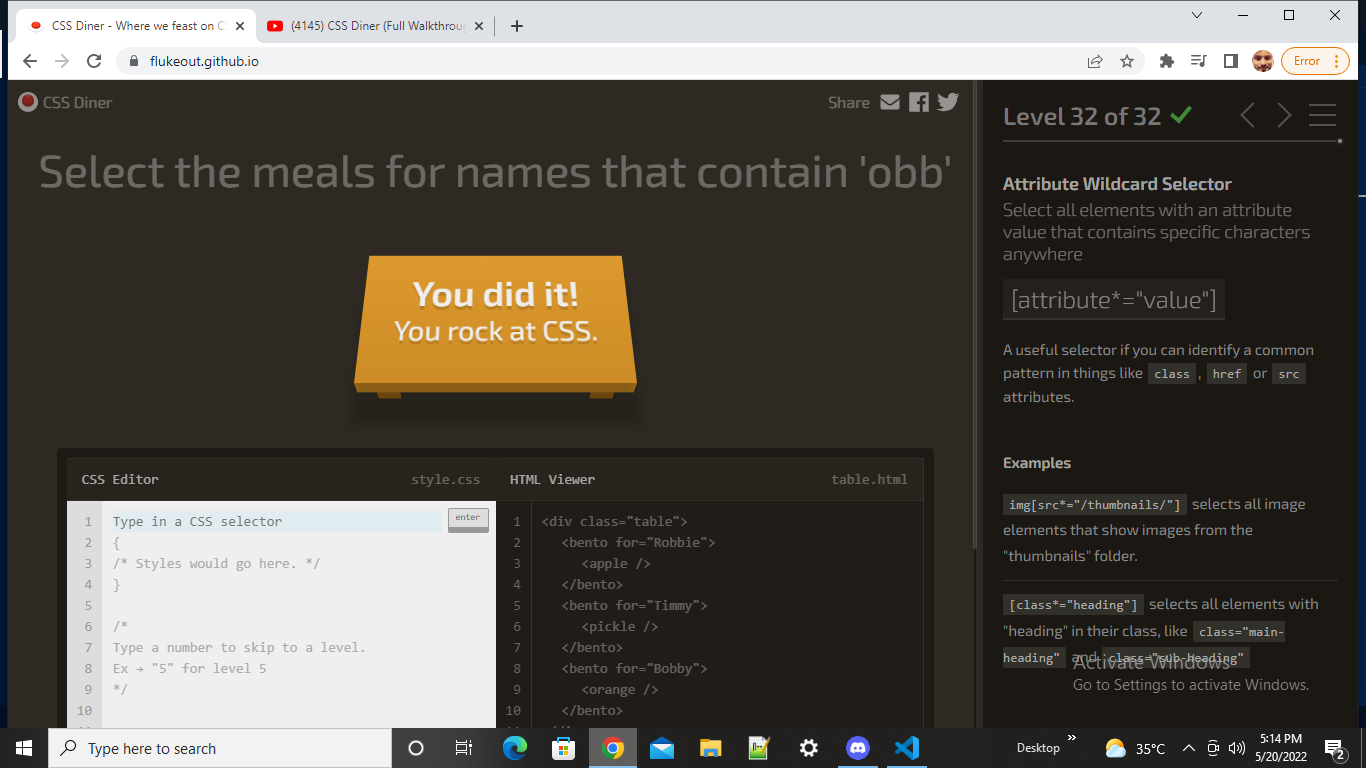 CSS Diner - Where we feast on C
(4145) CSS Diner (Full Walkthrou
flukeout.github.io
Error
CSS Diner
Share
Select the meals for names that contain 'obb'
You did it!
You rock at CSS.
CSS Editor
style.css
HTML Viewer
table.html
1
2
3
4
5
6
7
8
9
10
Type in a CSS selector
enter
{
/* Styles would go here. */
}
/*
Type a number to skip to a level.
Ex → "5" for level 5
*/
1
2
3
4
5
6
7
8
9
10
<div class="table">
<bento for="Robbie">
<apple />
</bento>
<bento for="Timmy">
<pickle />
</bento>
<bento for="Bobby">
<orange />
</bento>
Level 32 of 32
Attribute Wildcard Selector
Select all elements with an attribute
value that contains specific characters
anywhere
[attribute*="value"]
A useful selector if you can identify a common
pattern in things like class , href or src
attributes.
Examples
img[src*="/thumbnails/"] selects all image
elements that show images from the
"thumbnails" folder.
[class*="heading"] selects all elements with
"heading" in their class, like class="main-
heading" and class="sub-heading"
Activate Windows
Go to Settings to activate Windows.
Type here to search
Desktop
35°C
5:14 PM
5/20/2022
2